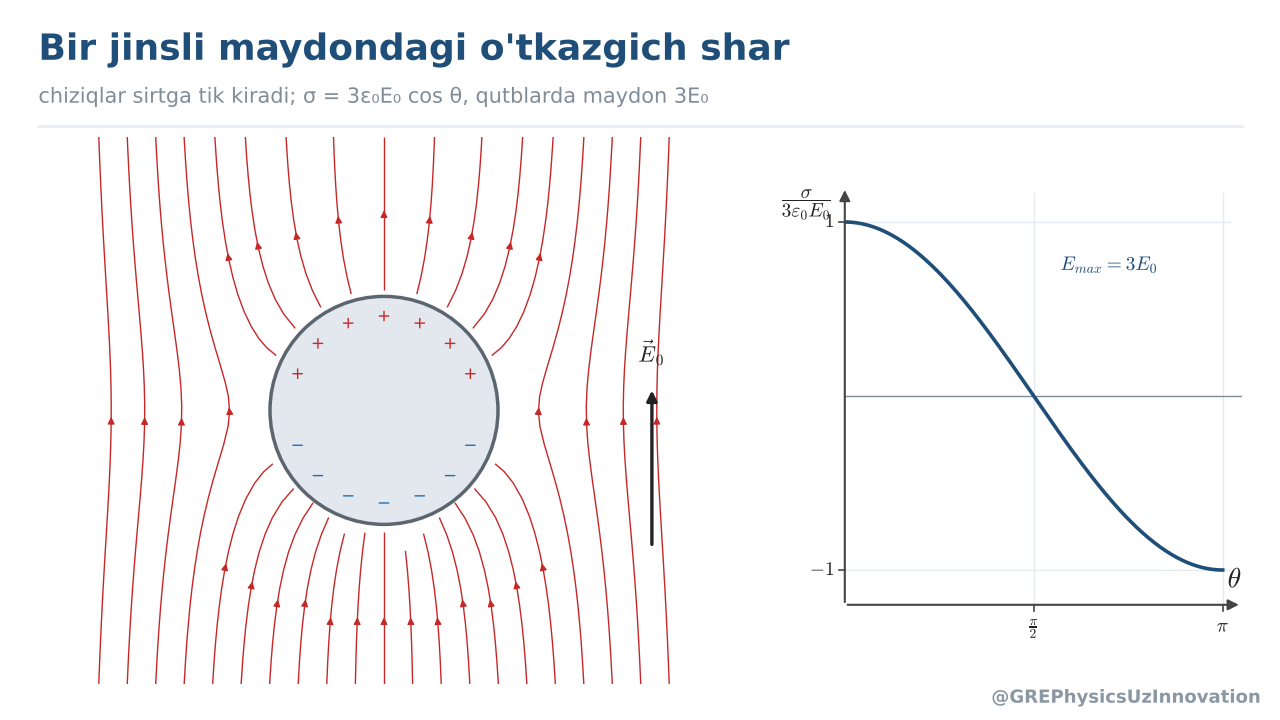 Bir jinsli maydondagi o'tkazgich shar
chiziqlar sirtga tik kiradi; σ = 3ε₀E₀ cos θ, qutblarda maydon 3E₀
σ/3ε₀E₀
1
E_max = 3E₀
+ + + + + + +
E⃗₀
− − − − − − −
−1
θ
π/2
π
@GREPhysicsUzInnovation